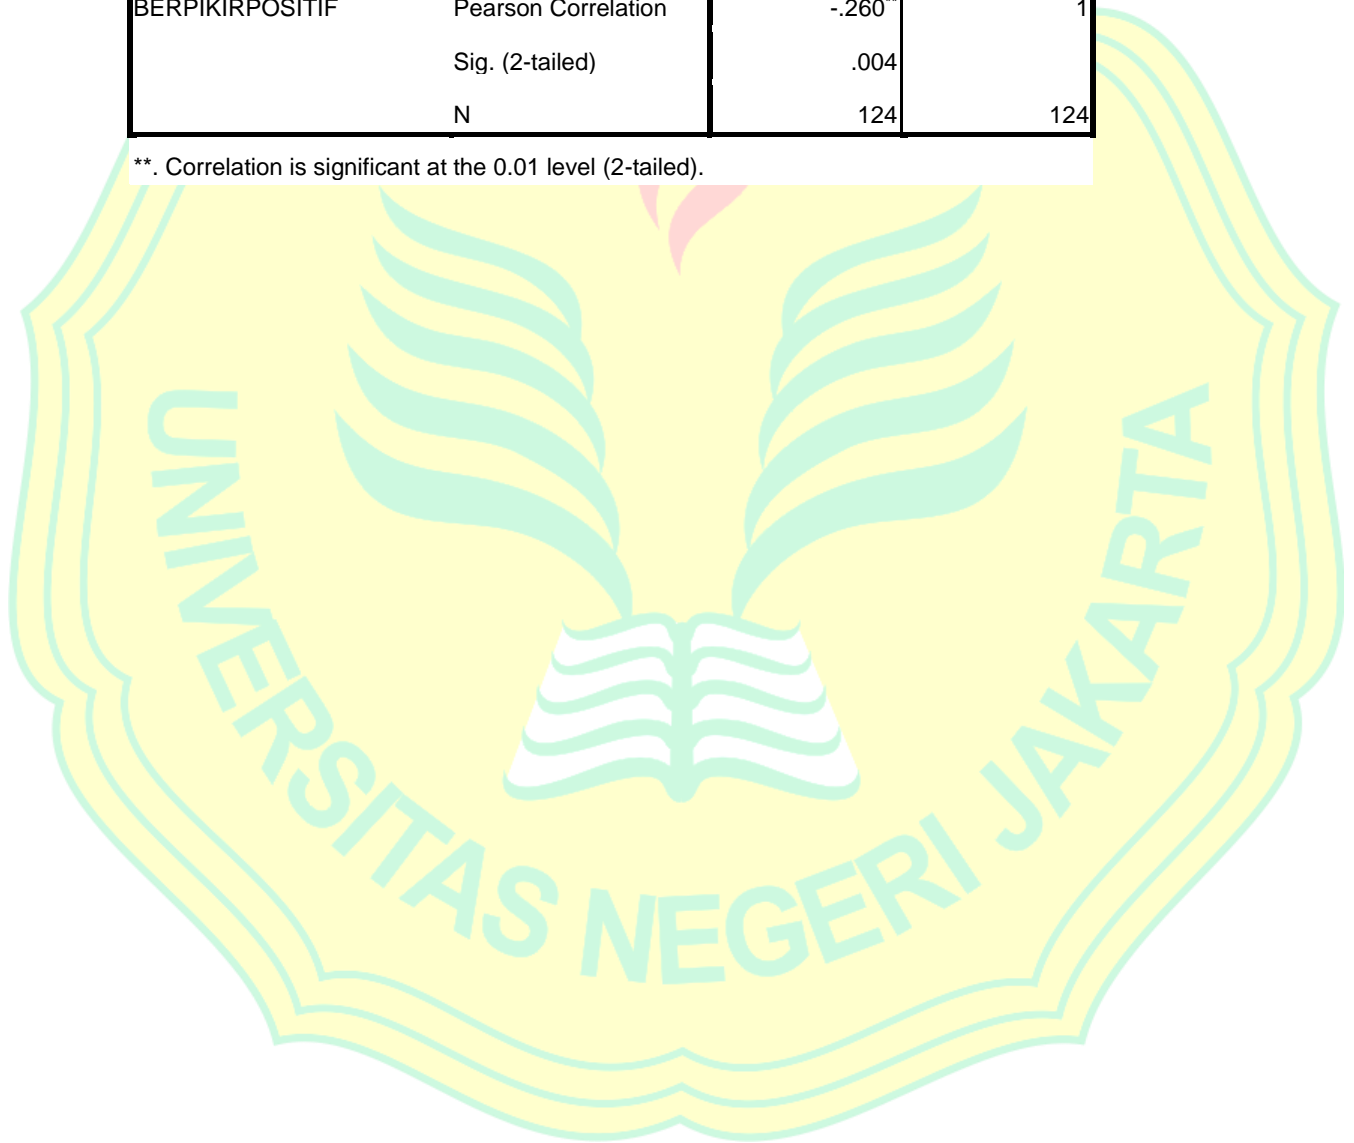 BERPIKIRPOSITIF Pearson Correlation -.260** 1
Sig. (2-tailed) .004
N 124 124
**. Correlation is significant at the 0.01 level (2-tailed).
UNIVERSITAS NEGERI JAKARTA